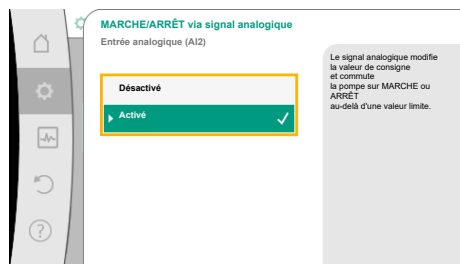 MARCHE/ARRÊT via signal analogique
Entrée analogique (AI2)
Désactivé
Activé
Le signal analogique modifie
la valeur de consigne
et commute
la pompe sur MARCHE ou
ARRÊT
au-delà d'une valeur limite.